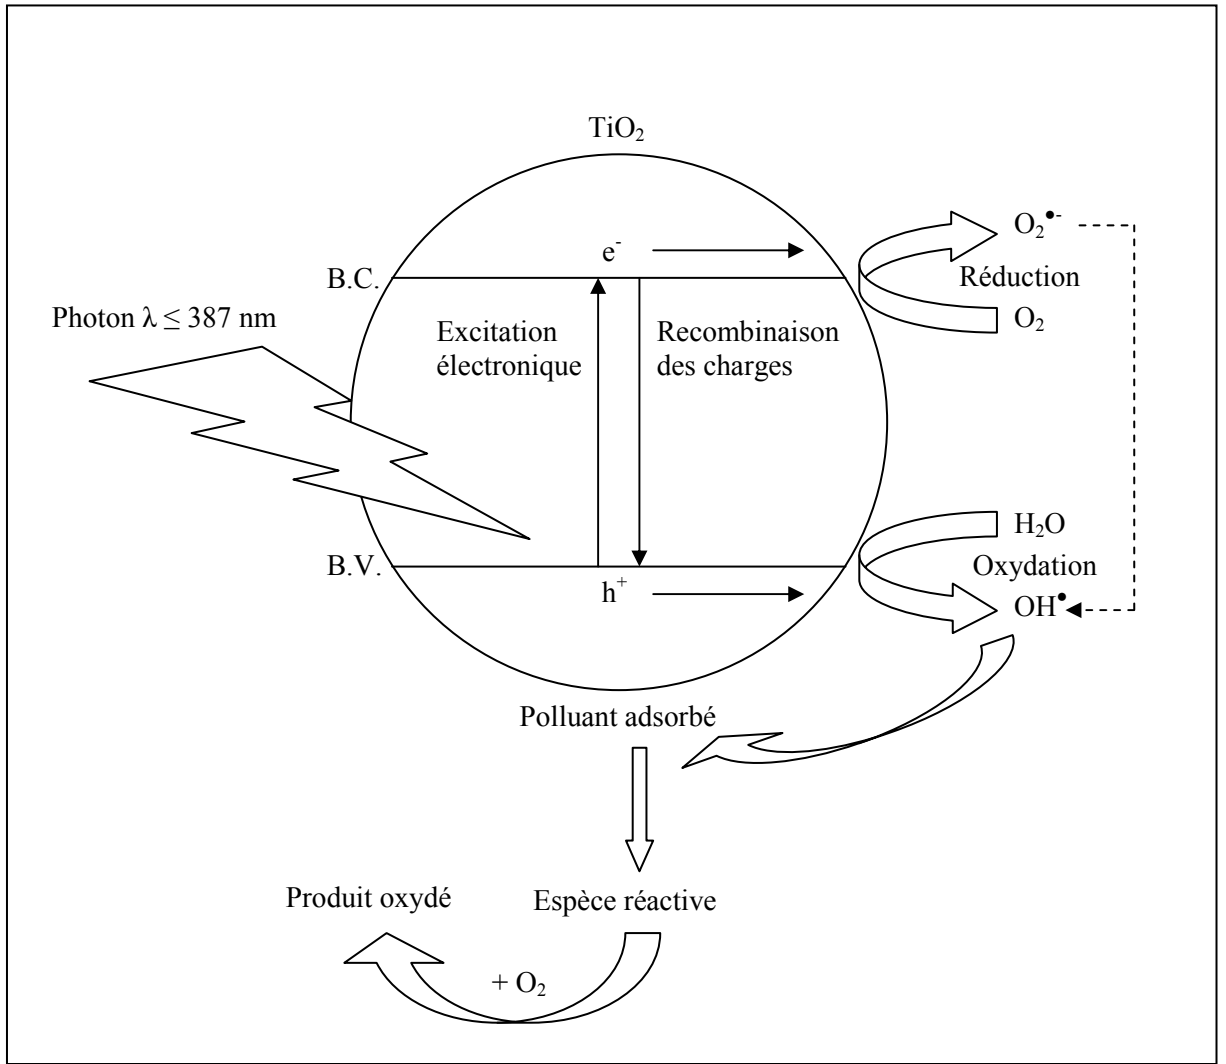 TiO₂
O₂•-
e-
B.C.
Réduction
Photon λ ≤ 387 nm
O₂
Excitation
électronique
Recombinaison
des charges
H₂O
B.V.
Oxydation
h+
OH•
Polluant adsorbé
Produit oxydé
Espèce réactive
+ O₂